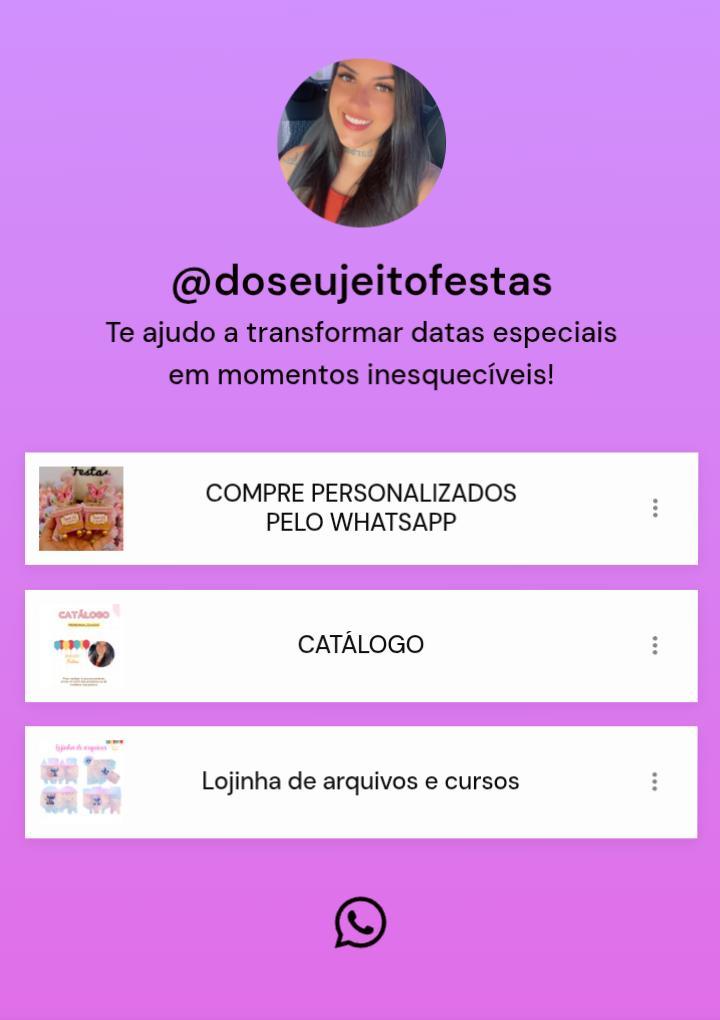 @doseujeitofestas
Te ajudo a transformar datas especiais
em momentos inesquecíveis!
Festas
COMPRE PERSONALIZADOS
PELO WHATSAPP
CATÁLOGO
PERSONALIZADOS
CATÁLOGO
Lojinha de arquivos
Lojinha de arquivos e cursos